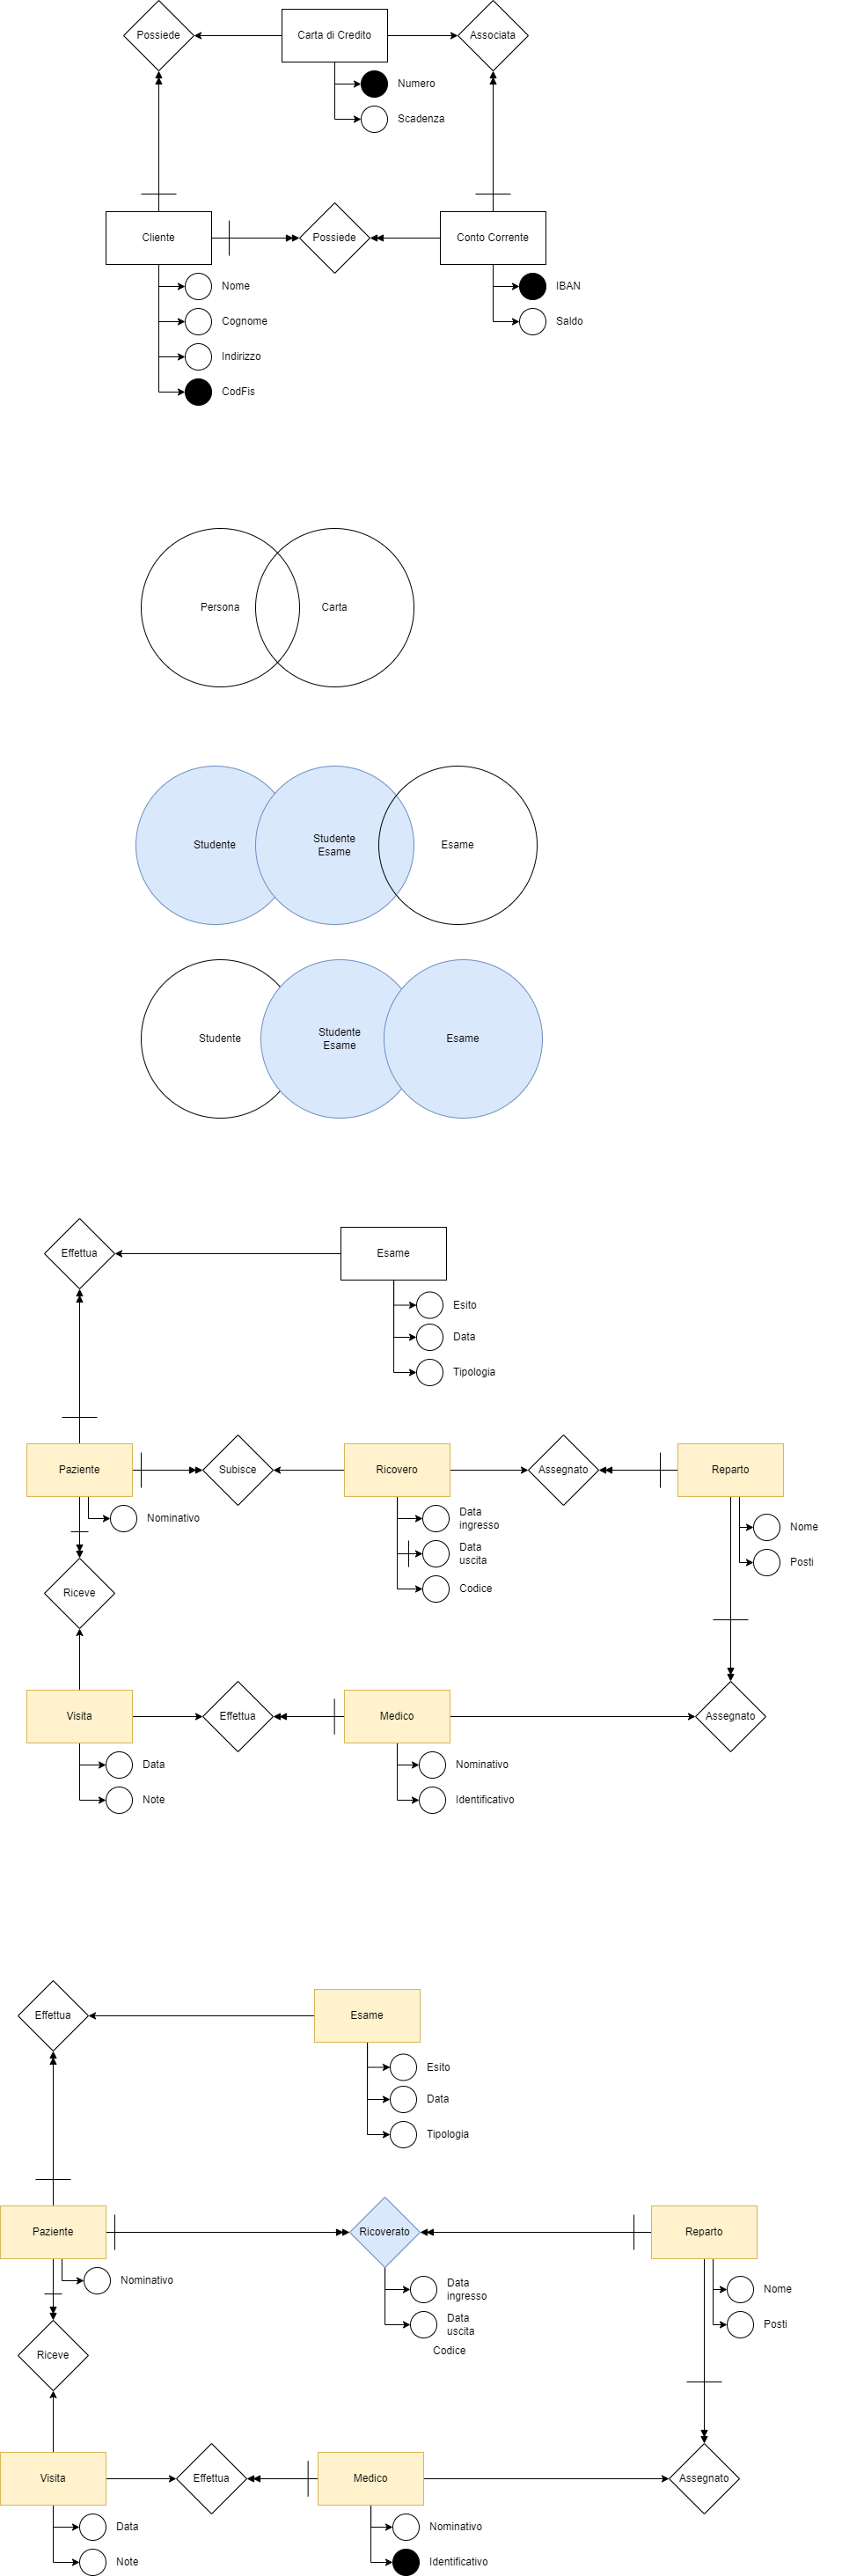 Possiede
Carta di Credito
Associata
Numero
Scadenza
Cliente
Possiede
Conto Corrente
Nome
IBAN
Cognome
Saldo
Indirizzo
CodFis
Persona
Carta
Studente
Studente
Esame
Esame
Studente
Studente
Esame
Esame
Effettua
Esame
Esito
Data
Tipologia
Paziente
Subisce
Ricovero
Assegnato
Reparto
Nominativo
Data
ingresso
Nome
Data
uscita
Posti
Riceve
Codice
Visita
Effettua
Medico
Assegnato
Data
Nominativo
Note
Identificativo
Effettua
Esame
Esito
Data
Tipologia
Paziente
Ricoverato
Reparto
Nominativo
Data
ingresso
Nome
Data
uscita
Posti
Codice
Riceve
Visita
Effettua
Medico
Assegnato
Data
Nominativo
Note
Identificativo